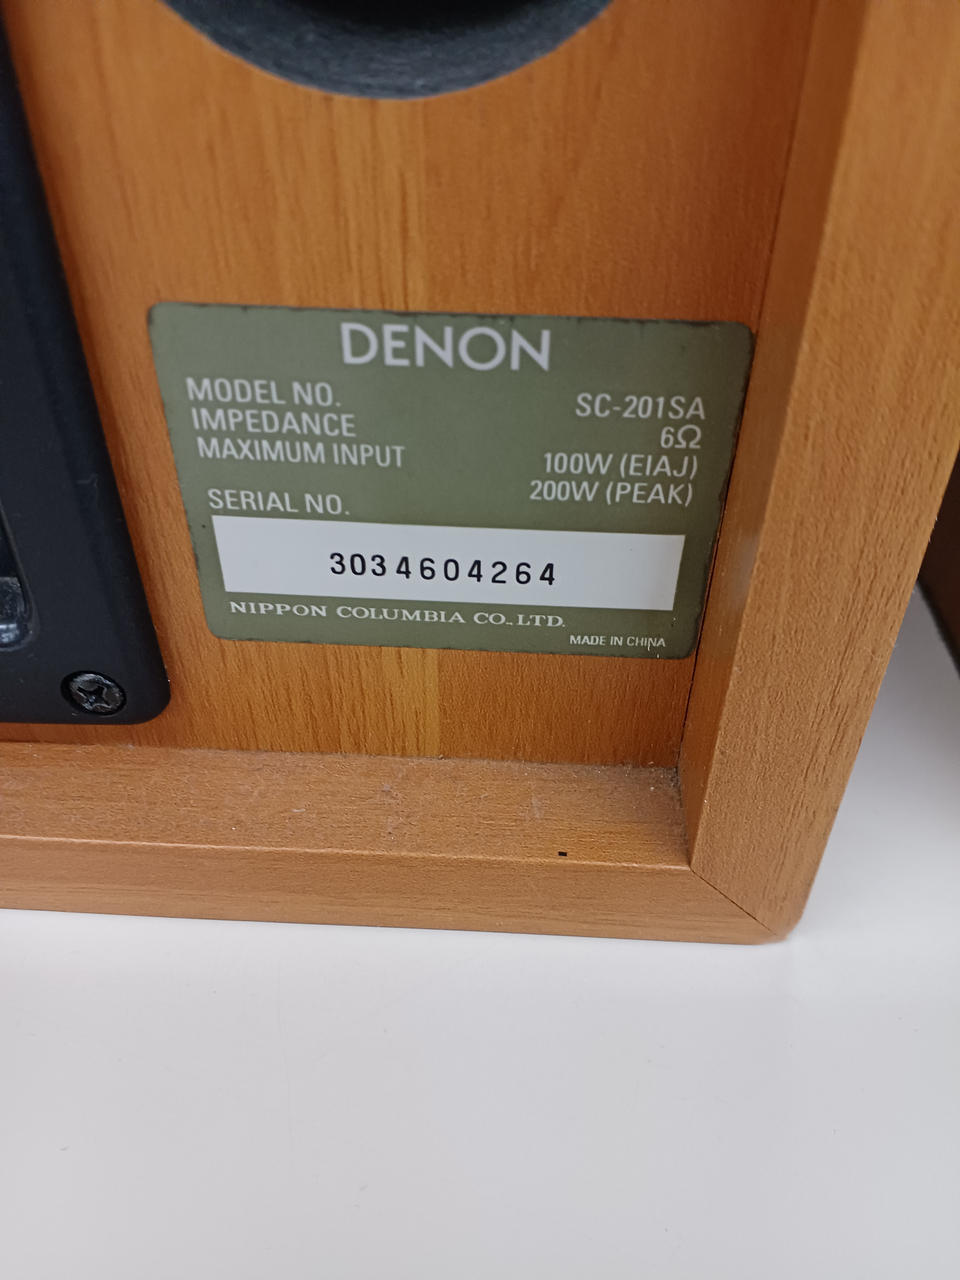 DENON
MODEL NO. SC-201SA
IMPEDANCE 6Ω
MAXIMUM INPUT 100W (EIAJ)
200W (PEAK)
SERIAL NO.
3034604264
NIPPON COLUMBIA CO., LTD.
MADE IN CHINA